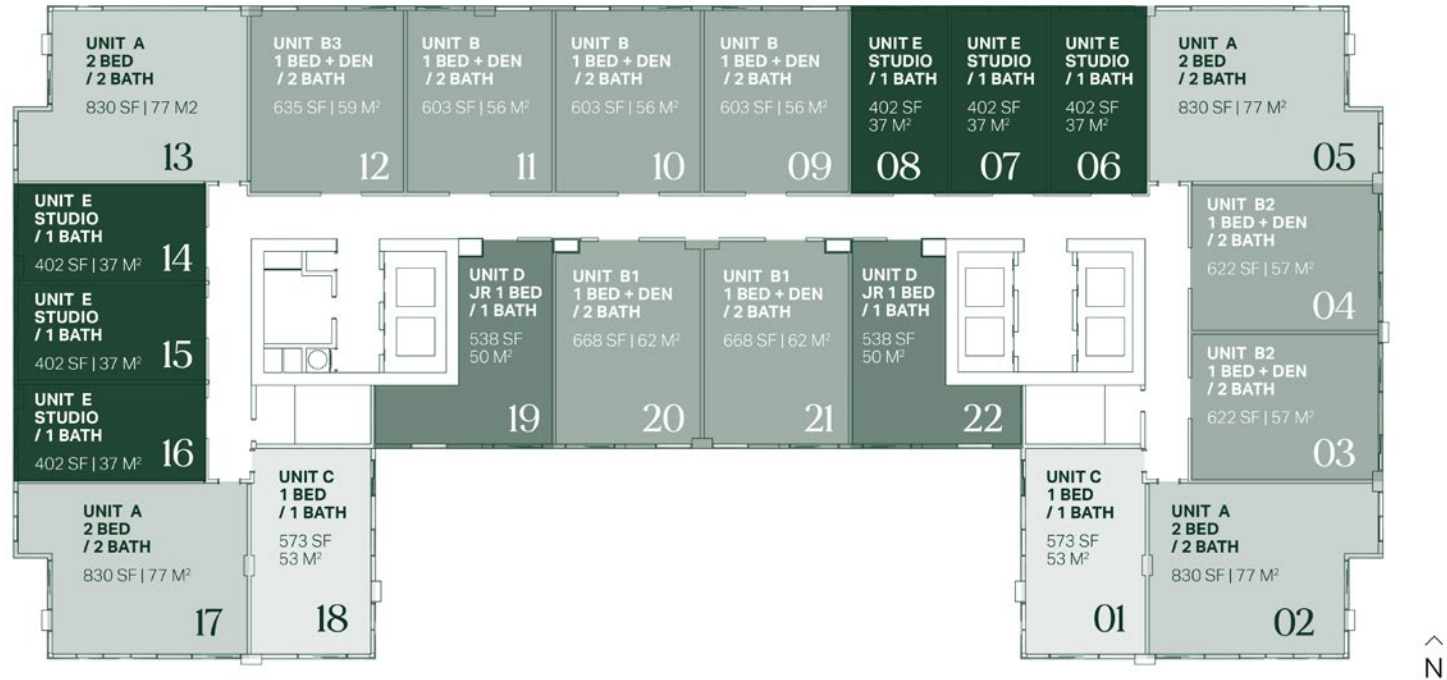 UNIT A
2 BED
/ 2 BATH
830 SF | 77 M2
13
UNIT B3
1 BED + DEN
/ 2 BATH
635 SF | 59 M²
12
UNIT B
1 BED + DEN
/ 2 BATH
603 SF | 56 M²
11
UNIT B
1 BED + DEN
/ 2 BATH
603 SF | 56 M²
10
UNIT B
1 BED + DEN
/ 2 BATH
603 SF | 56 M²
09
UNIT E
STUDIO
/ 1 BATH
402 SF
37 M²
08
UNIT E
STUDIO
/ 1 BATH
402 SF
37 M²
07
UNIT E
STUDIO
/ 1 BATH
402 SF
37 M²
06
UNIT A
2 BED
/ 2 BATH
830 SF | 77 M²
05
UNIT E
STUDIO
/ 1 BATH
402 SF | 37 M²
14
UNIT E
STUDIO
/ 1 BATH
402 SF | 37 M²
15
UNIT E
STUDIO
/ 1 BATH
402 SF | 37 M²
16
UNIT D
JR 1 BED
/ 1 BATH
538 SF
50 M²
19
UNIT B1
1 BED + DEN
/ 2 BATH
668 SF | 62 M²
20
UNIT B1
1 BED + DEN
/ 2 BATH
668 SF | 62 M²
21
UNIT D
JR 1 BED
/ 1 BATH
538 SF
50 M²
22
UNIT B2
1 BED + DEN
/ 2 BATH
622 SF | 57 M²
04
UNIT B2
1 BED + DEN
/ 2 BATH
622 SF | 57 M²
03
UNIT A
2 BED
/ 2 BATH
830 SF | 77 M²
17
UNIT C
1 BED
/ 1 BATH
573 SF
53 M²
18
UNIT C
1 BED
/ 1 BATH
573 SF
53 M²
01
UNIT A
2 BED
/ 2 BATH
830 SF | 77 M²
02
N